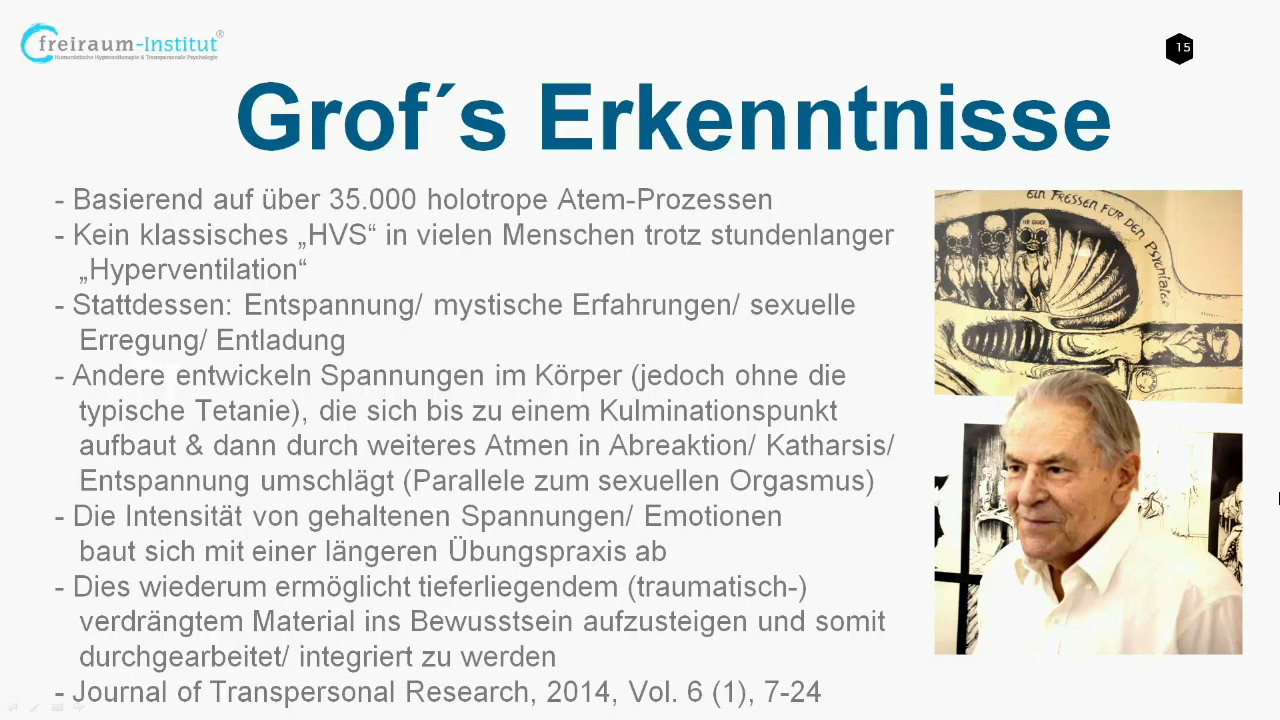 freiraum-Institut®
Humanistische Hypnosetherapie & Transpersonale Psychologie
15
Grof´s Erkenntnisse
- Basierend auf über 35.000 holotrope Atem-Prozessen
- Kein klassisches „HVS“ in vielen Menschen trotz stundenlanger
„Hyperventilation“
- Stattdessen: Entspannung/ mystische Erfahrungen/ sexuelle
Erregung/ Entladung
- Andere entwickeln Spannungen im Körper (jedoch ohne die
typische Tetanie), die sich bis zu einem Kulminationspunkt
aufbaut & dann durch weiteres Atmen in Abreaktion/ Katharsis/
Entspannung umschlägt (Parallele zum sexuellen Orgasmus)
- Die Intensität von gehaltenen Spannungen/ Emotionen
baut sich mit einer längeren Übungspraxis ab
- Dies wiederum ermöglicht tieferliegendem (traumatisch-)
verdrängtem Material ins Bewusstsein aufzusteigen und somit
durchgearbeitet/ integriert zu werden
- Journal of Transpersonal Research, 2014, Vol. 6 (1), 7-24
EIN FRESSEN FÜR DEN PSYCHIATER